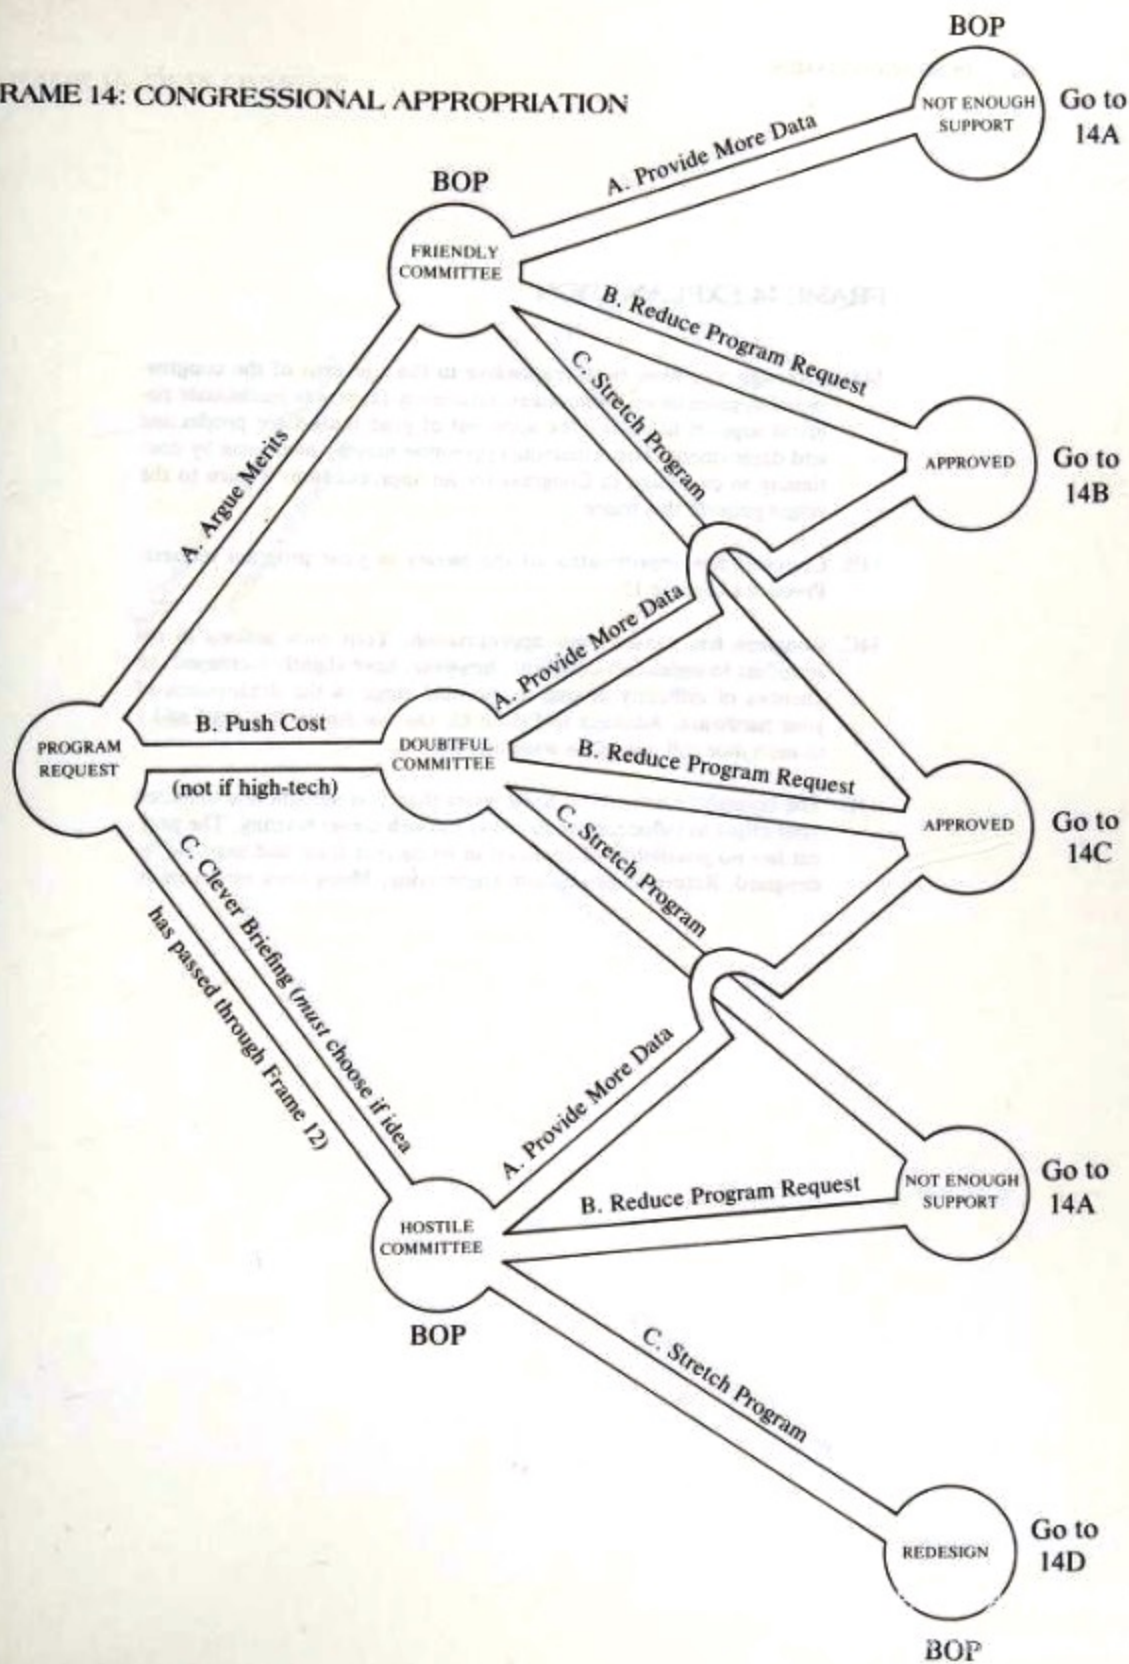 BOP
RAME 14: CONGRESSIONAL APPROPRIATION
NOT ENOUGH
SUPPORT
Go to
14A
A. Provide More Data
BOP
FRIENDLY
COMMITTEE
B. Reduce Program Request
C. Stretch Program
APPROVED
Go to
14B
A. Argue Merits
A. Provide More Data
PROGRAM
REQUEST
B. Push Cost
(not if high-tech)
DOUBTFUL
COMMITTEE
B. Reduce Program Request
C. Stretch Program
APPROVED
Go to
14C
C. Clever Briefing (must choose if idea
has passed through Frame 12)
A. Provide More Data
B. Reduce Program Request
NOT ENOUGH
SUPPORT
Go to
14A
HOSTILE
COMMITTEE
BOP
C. Stretch Program
REDESIGN
Go to
14D
BOP